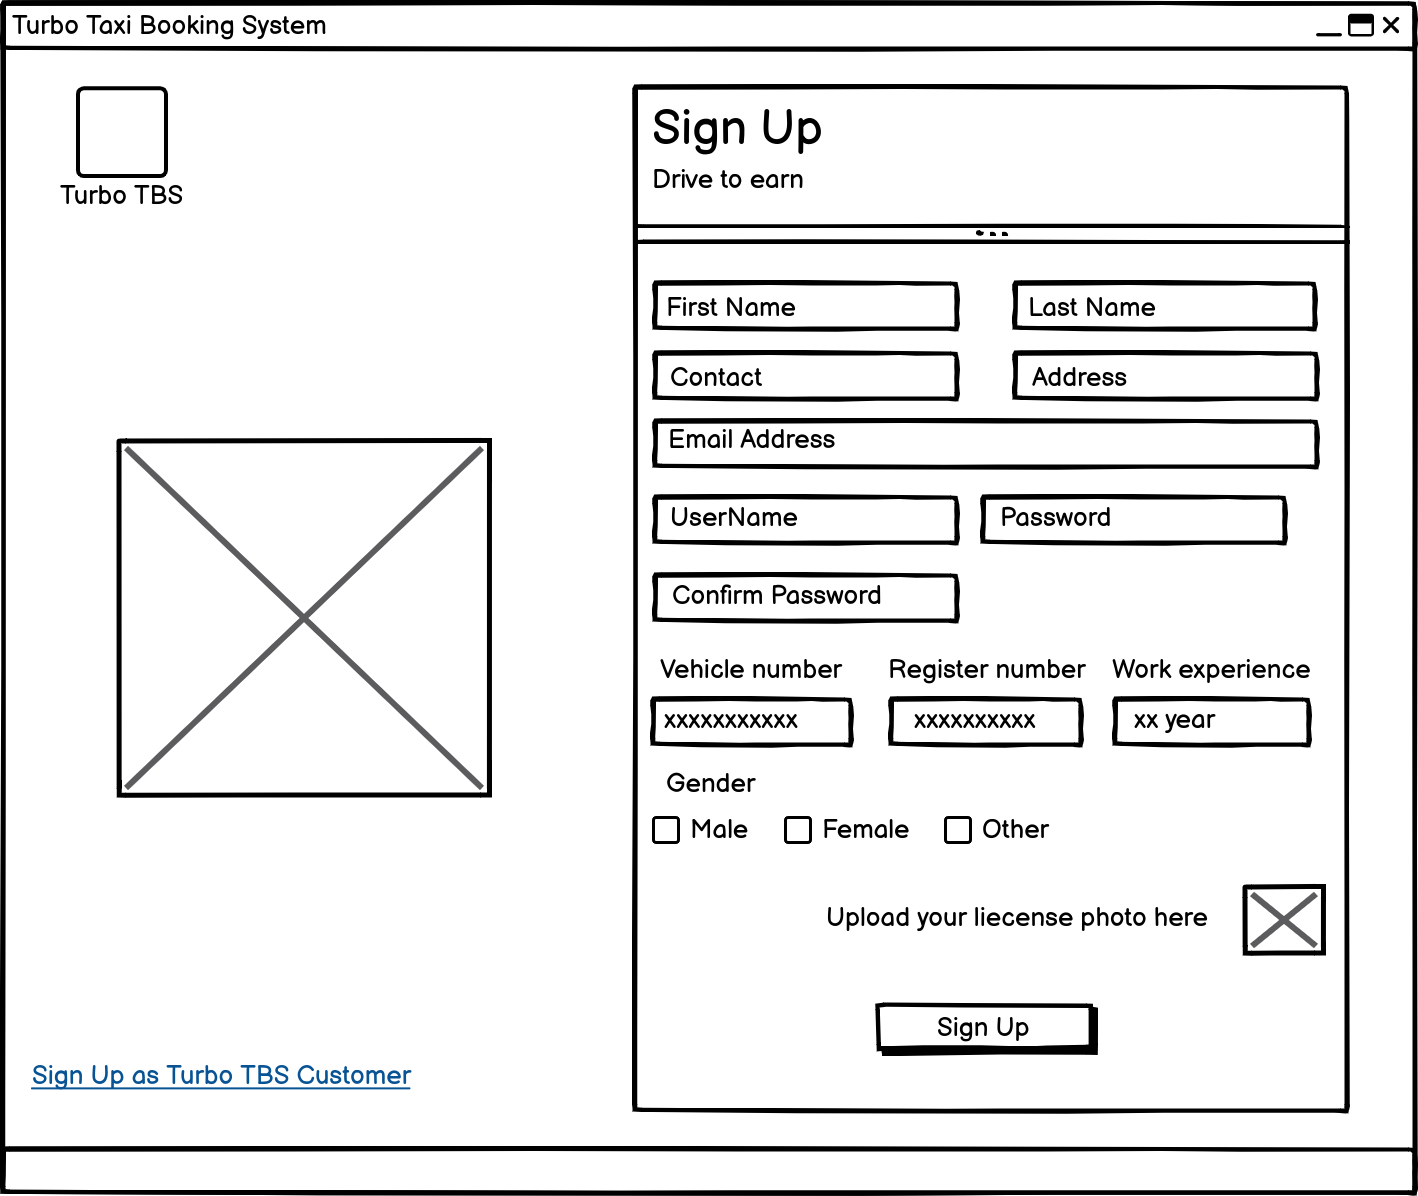 Turbo Taxi Booking System
Turbo TBS
Sign Up
Drive to earn
First Name
Last Name
Contact
Address
Email Address
UserName
Password
Confirm Password
Vehicle number
Register number
Work experience
xxxxxxxxxxx
xxxxxxxxxx
xx year
Gender
Male
Female
Other
Upload your liecense photo here
Sign Up
Sign Up as Turbo TBS Customer